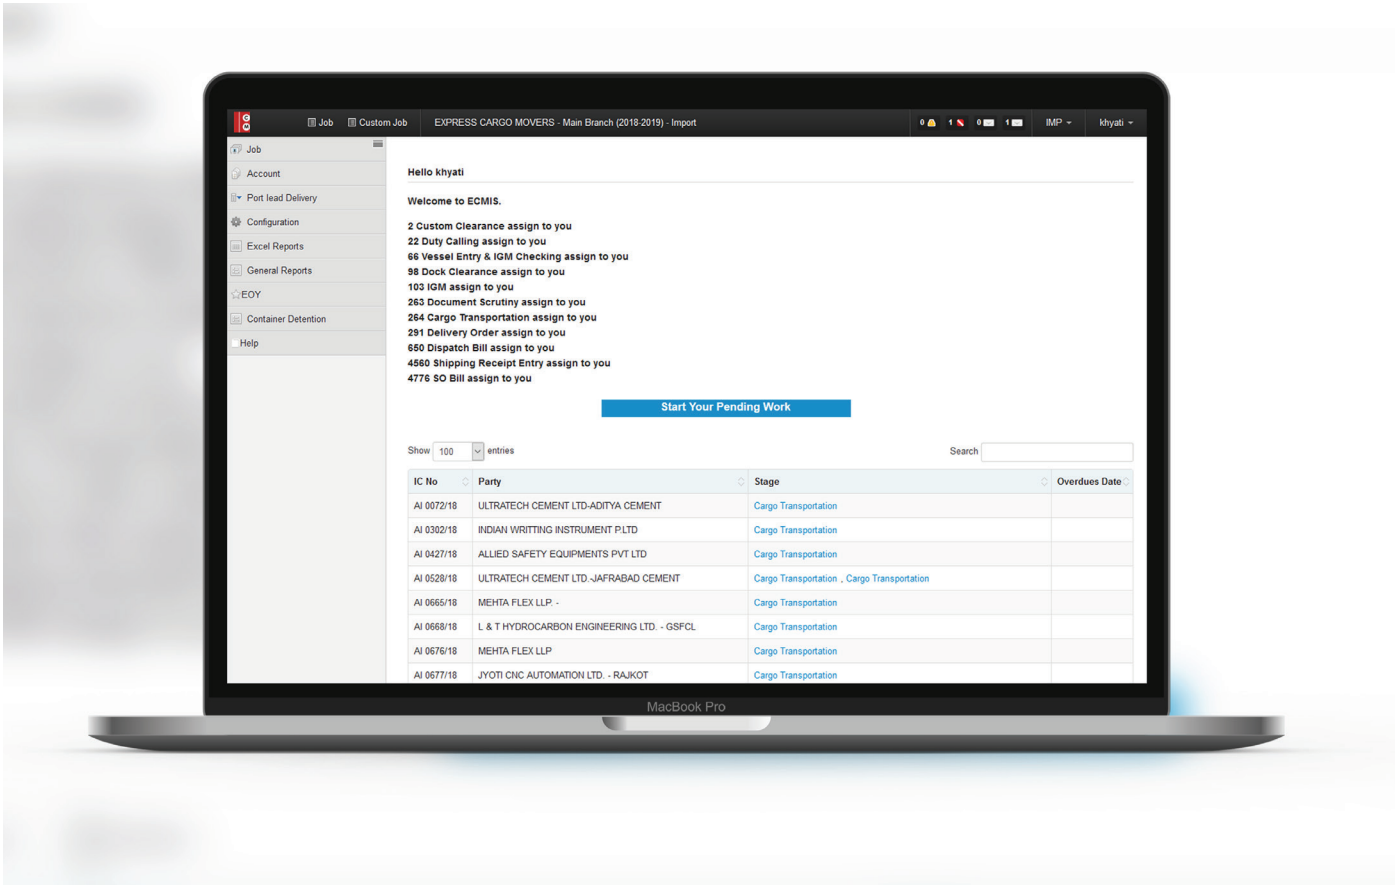 C
M
Job
Custom Job
EXPRESS CARGO MOVERS - Main Branch (2018-2019) - Import
0
1
0
1
IMP
khyati
Job
Account
Port lead Delivery
Configuration
Excel Reports
General Reports
EOY
Container Detention
Help
Hello khyati
Welcome to ECMIS.
2 Custom Clearance assign to you
22 Duty Calling assign to you
66 Vessel Entry & IGM Checking assign to you
98 Dock Clearance assign to you
103 IGM assign to you
263 Document Scrutiny assign to you
264 Cargo Transportation assign to you
291 Delivery Order assign to you
650 Dispatch Bill assign to you
4560 Shipping Receipt Entry assign to you
4776 SO Bill assign to you
Start Your Pending Work
Show 100 entries
Search
IC No Party Stage Overdues Date
AI 0072/18 ULTRATECH CEMENT LTD-ADITYA CEMENT Cargo Transportation
AI 0302/18 INDIAN WRITTING INSTRUMENT P.LTD Cargo Transportation
AI 0427/18 ALLIED SAFETY EQUIPMENTS PVT LTD Cargo Transportation
AI 0528/18 ULTRATECH CEMENT LTD.-JAFRABAD CEMENT Cargo Transportation , Cargo Transportation
AI 0665/18 MEHTA FLEX LLP. - Cargo Transportation
AI 0668/18 L & T HYDROCARBON ENGINEERING LTD. - GSFCL Cargo Transportation
AI 0676/18 MEHTA FLEX LLP Cargo Transportation
AI 0677/18 JYOTI CNC AUTOMATION LTD. - RAJKOT Cargo Transportation
MacBook Pro